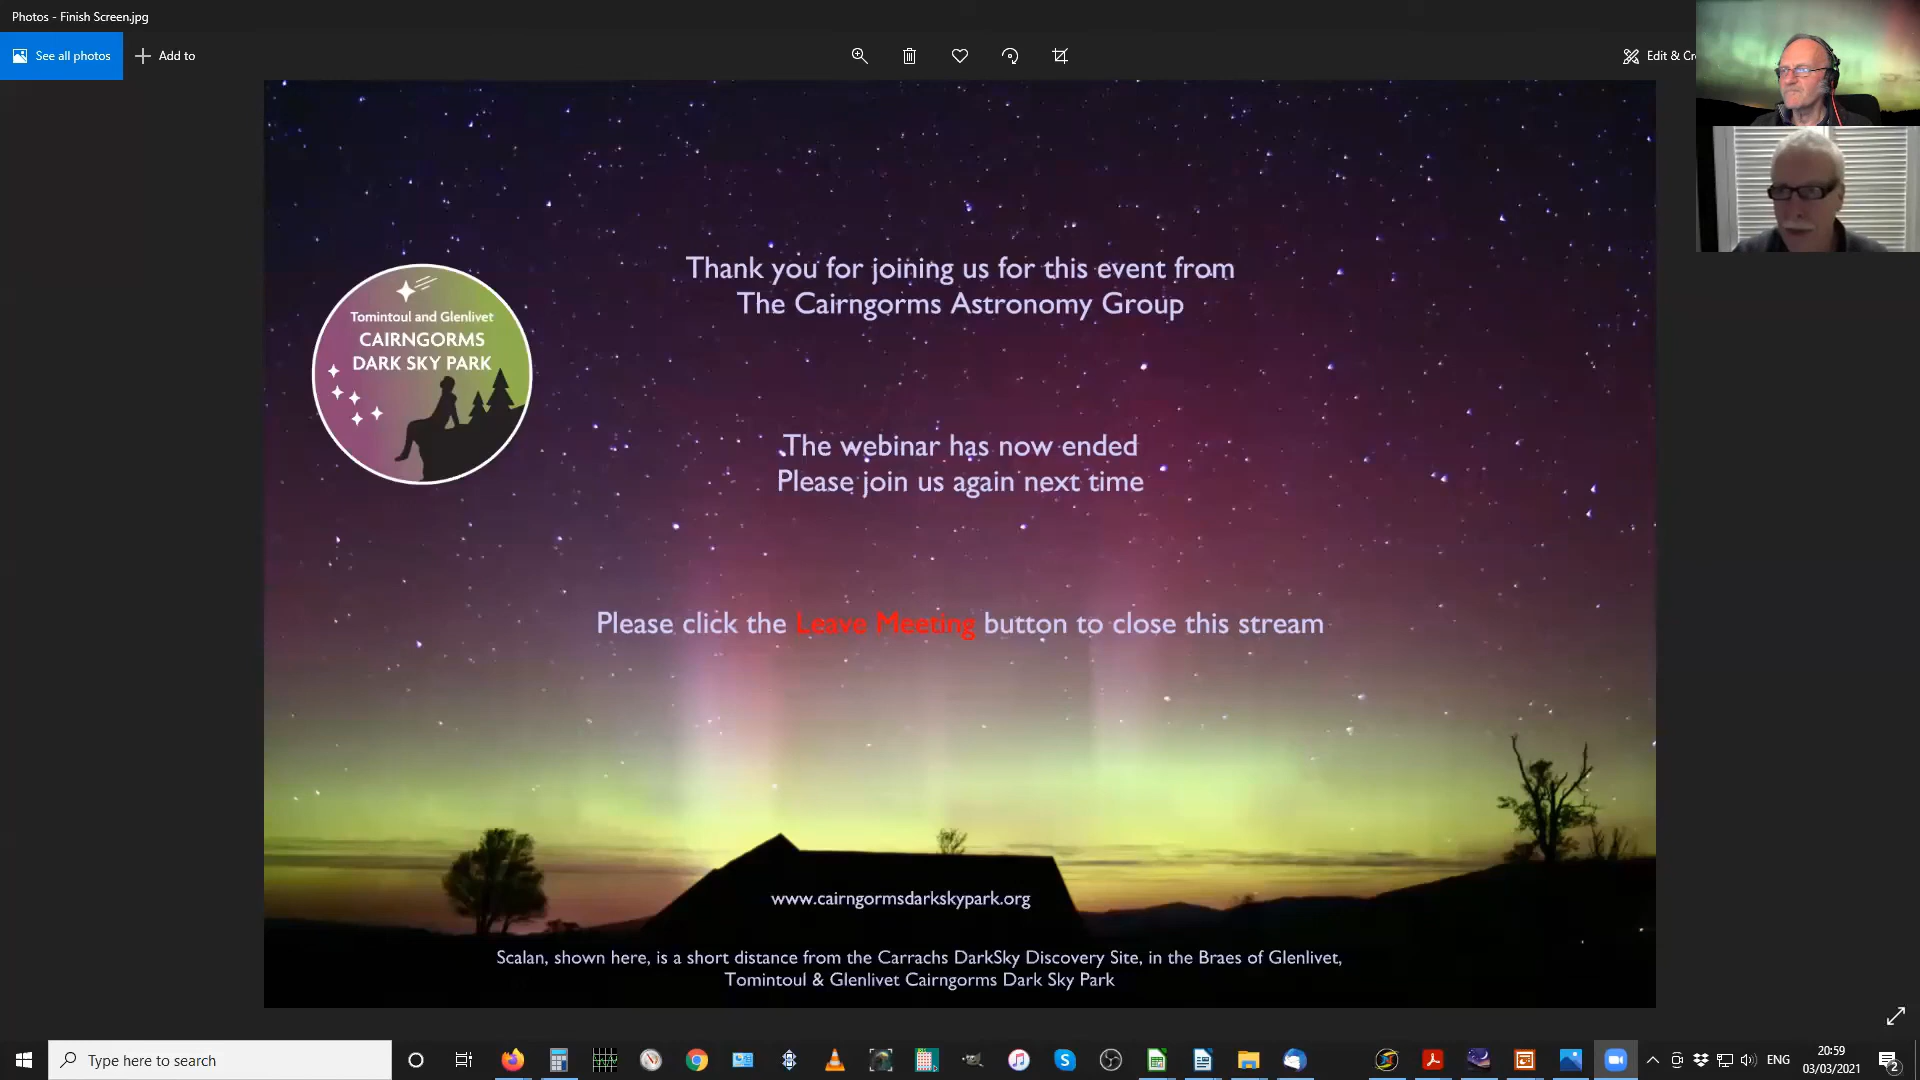 Photos - Finish Screen.jpg
See all photos
Add to
Edit & Cr
Thank you for joining us for this event from
The Cairngorms Astronomy Group
Tomintoul and Glenlivet
CAIRNGORMS
DARK SKY PARK
The webinar has now ended
Please join us again next time
Please click the Leave Meeting button to close this stream
www.cairngormsdarkskypark.org
Scalan, shown here, is a short distance from the Carrachs DarkSky Discovery Site, in the Braes of Glenlivet,
Tomintoul & Glenlivet Cairngorms Dark Sky Park
Type here to search
ENG
20:59
03/03/2021
2